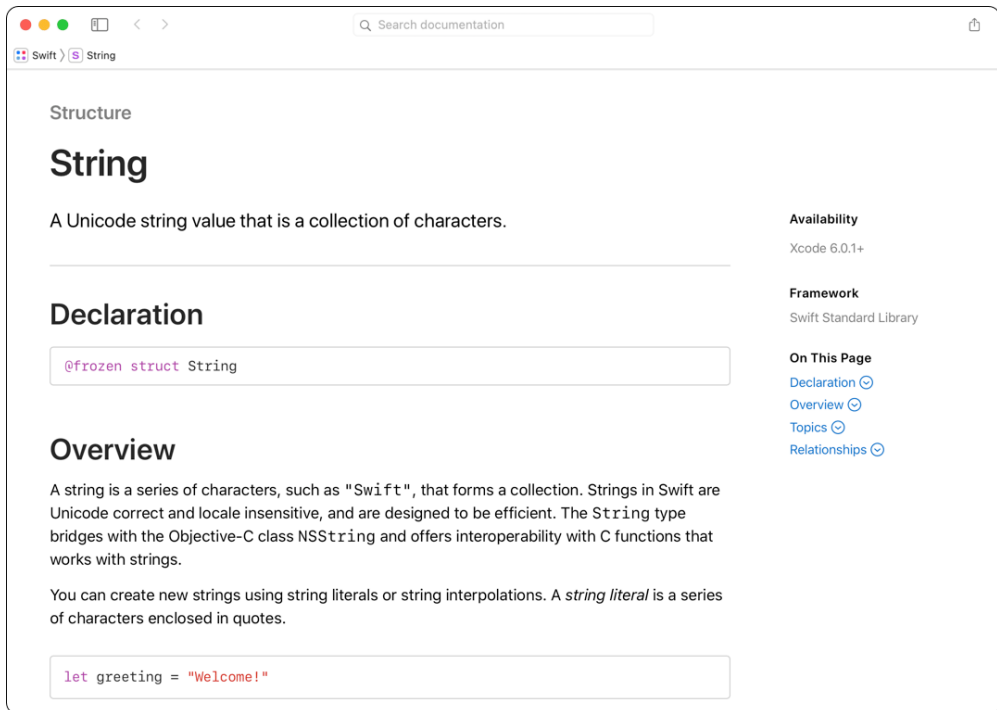 Search documentation
Swift 〉 S String
Structure
String
A Unicode string value that is a collection of characters.
Availability
Xcode 6.0.1+
Framework
Swift Standard Library
On This Page
Declaration
Overview
Topics
Relationships
Declaration
@frozen struct String
Overview
A string is a series of characters, such as "Swift", that forms a collection. Strings in Swift are
Unicode correct and locale insensitive, and are designed to be efficient. The String type
bridges with the Objective-C class NSString and offers interoperability with C functions that
works with strings.
You can create new strings using string literals or string interpolations. A string literal is a series
of characters enclosed in quotes.
let greeting = "Welcome!"